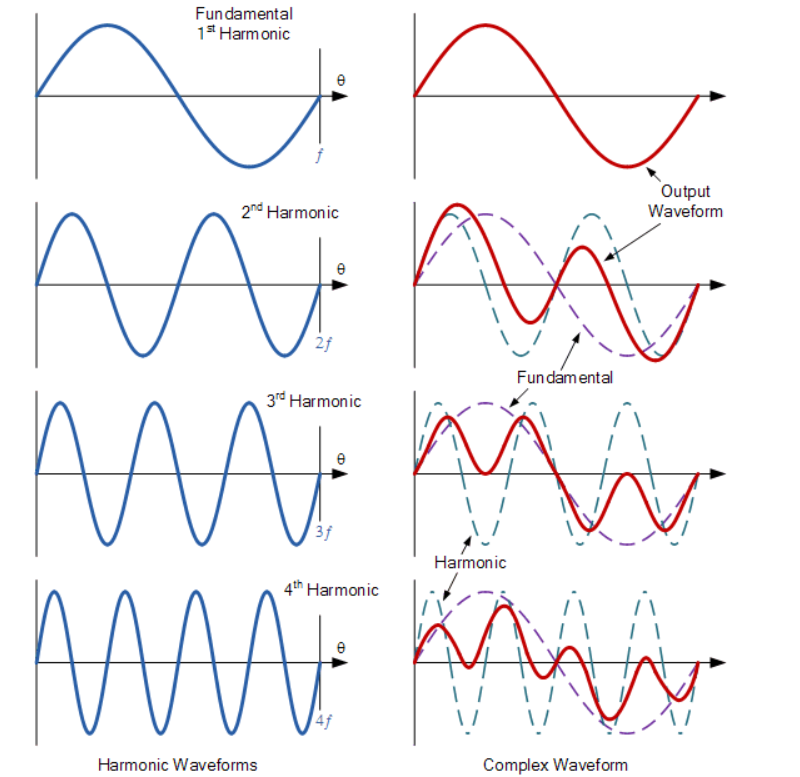 Fundamental
1st Harmonic
θ
f
Output
Waveform
2nd Harmonic
θ
2f
Fundamental
3rd Harmonic
θ
3f
Harmonic
4th Harmonic
θ
4f
Harmonic Waveforms
Complex Waveform